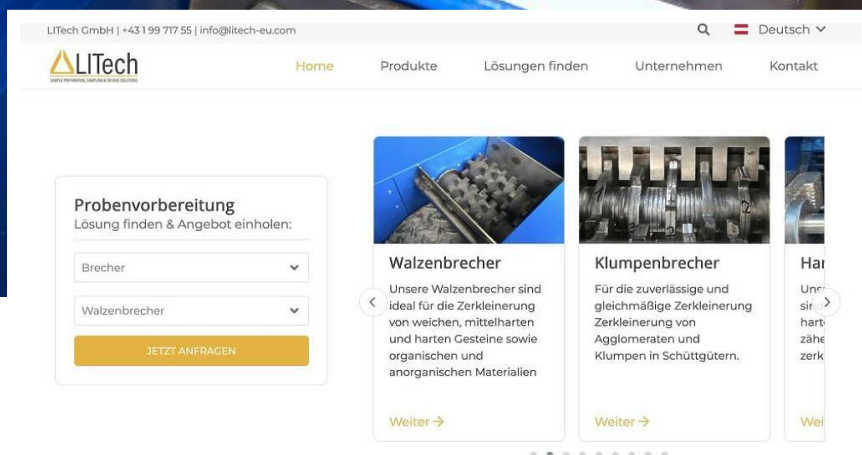 LITech GmbH | +43 1 99 717 55 | info@litech-eu.com
Deutsch
LITech
Home
Produkte
Lösungen finden
Unternehmen
Kontakt
Probenvorbereitung
Lösung finden & Angebot einholen:
Brecher
Walzenbrecher
JETZT ANFRAGEN
Walzenbrecher
Unsere Walzenbrecher sind
ideal für die Zerkleinerung
von weichen, mittelharten
und harten Gesteine sowie
organischen und
anorganischen Materialien
Weiter →
Klumpenbrecher
Für die zuverlässige und
gleichmäßige Zerkleinerung
Zerkleinerung von
Agglomeraten und
Klumpen in Schüttgütern.
Weiter →